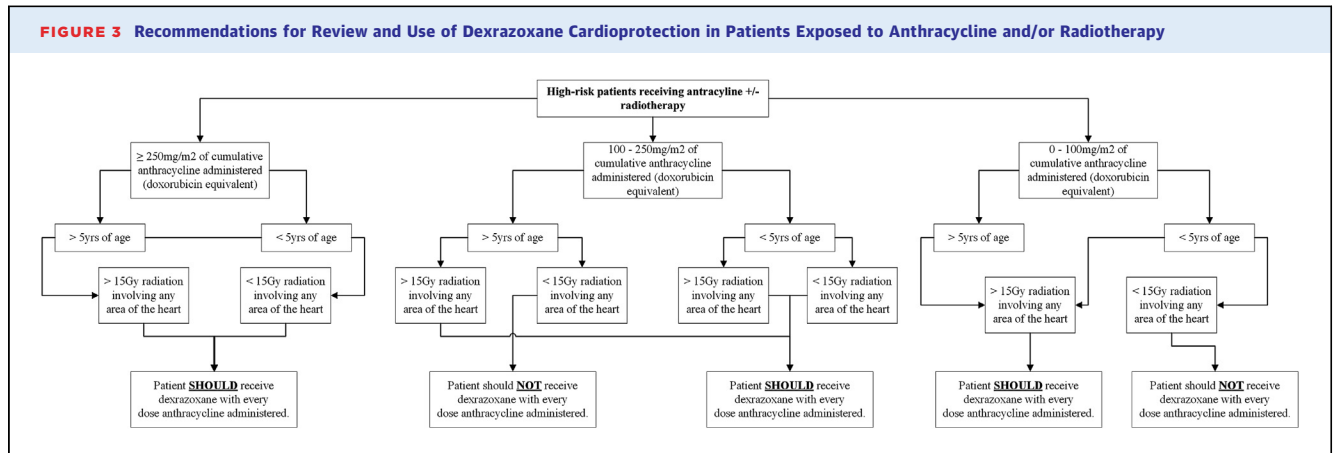 FIGURE 3 Recommendations for Review and Use of Dexrazoxane Cardioprotection in Patients Exposed to Anthracycline and/or Radiotherapy
High-risk patients receiving antracyline +/-
radiotherapy
≥ 250mg/m2 of cumulative
anthracycline administered
(doxorubicin equivalent)
100 - 250mg/m2 of
cumulative anthracycline
administered (doxorubicin
equivalent)
0 - 100mg/m2 of
cumulative anthracycline
administered (doxorubicin
equivalent)
> 5yrs of age
< 5yrs of age
> 5yrs of age
< 5yrs of age
> 5yrs of age
< 5yrs of age
> 15Gy radiation
involving any
area of the heart
< 15Gy radiation
involving any
area of the heart
> 15Gy radiation
involving any
area of the heart
< 15Gy radiation
involving any
area of the heart
> 15Gy radiation
involving any
area of the heart
< 15Gy radiation
involving any
area of the heart
> 15Gy radiation
involving any
area of the heart
< 15Gy radiation
involving any
area of the heart
Patient SHOULD receive
dexrazoxane with every
dose anthracycline administered.
Patient should NOT receive
dexrazoxane with every
dose anthracycline administered.
Patient SHOULD receive
dexrazoxane with every
dose anthracycline administered.
Patient SHOULD receive
dexrazoxane with every
dose anthracycline administered.
Patient should NOT receive
dexrazoxane with every
dose anthracycline administered.